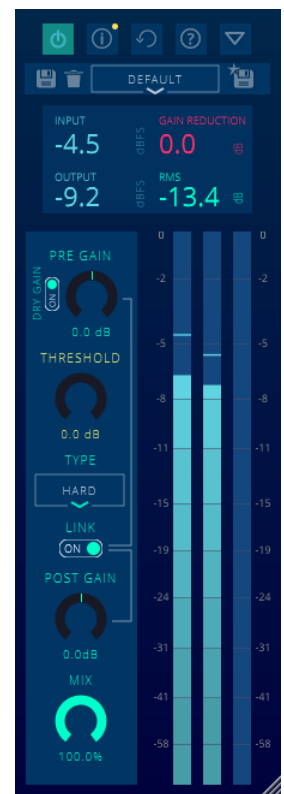 DEFAULT
INPUT
-4.5 dBFS
GAIN REDUCTION
0.0 dB
OUTPUT
-9.2 dBFS
RMS
-13.4 dB
PRE GAIN
DRY GAIN
ON
0.0 dB
THRESHOLD
0.0 dB
TYPE
HARD
LINK
ON
POST GAIN
0.0dB
MIX
100.0%
0 0
-2 -2
-5 -5
-8 -8
-11 -11
-15 -15
-19 -19
-24 -24
-31 -31
-41 -41
-58 -58